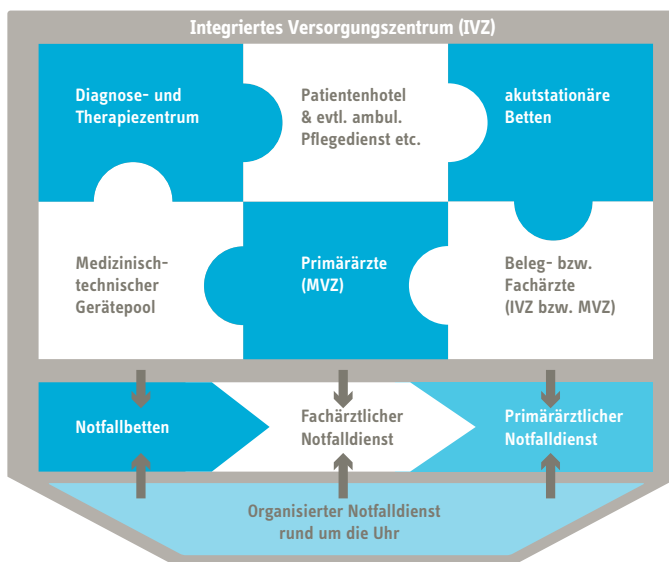 Integriertes Versorgungszentrum (IVZ)
Diagnose- und
Therapiezentrum
Patientenhotel
& evtl. ambul.
Pflegedienst etc.
akutstationäre
Betten
Medizinisch-
technischer
Gerätepool
Primärärzte
(MVZ)
Beleg- bzw.
Fachärzte
(IVZ bzw. MVZ)
Notfallbetten
Fachärztlicher
Notfalldienst
Primärärztlicher
Notfalldienst
Organisierter Notfalldienst
rund um die Uhr